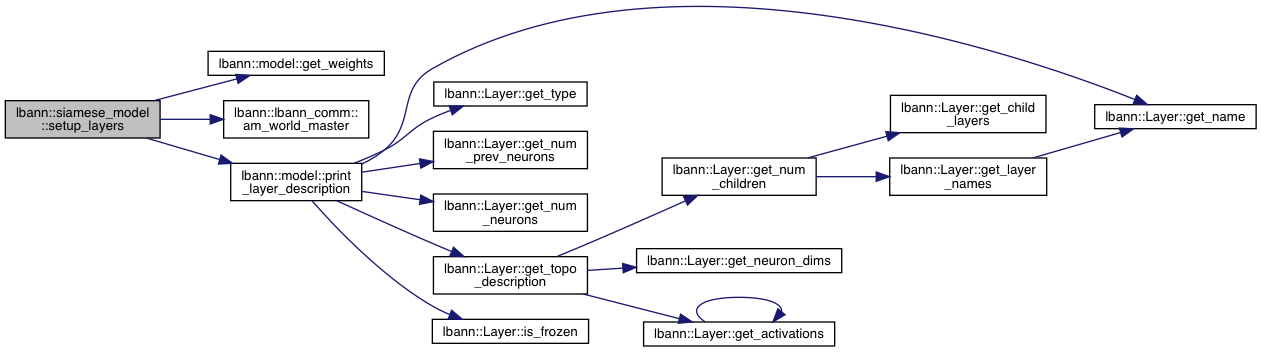 lbann::siamese_model
::setup_layers
lbann::model::get_weights
lbann::lbann_comm::
am_world_master
lbann::model::print
_layer_description
lbann::Layer::get_type
lbann::Layer::get_num
_prev_neurons
lbann::Layer::get_num
_neurons
lbann::Layer::get_topo
_description
lbann::Layer::is_frozen
lbann::Layer::get_num
_children
lbann::Layer::get_neuron_dims
lbann::Layer::get_activations
lbann::Layer::get_child
_layers
lbann::Layer::get_layer
_names
lbann::Layer::get_name